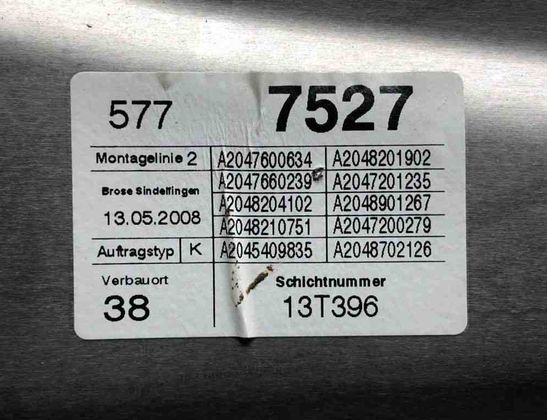 577 7527
Montagelinie 2 A2047600634 A2048201902
Brose Sindelfingen A2047660239 A2047201235
13.05.2008 A2048204102 A2048901267
A2048210751 A2047200279
Auftragstyp K A2045409835 A2048702126
Verbauort Schichtnummer
38 13T396